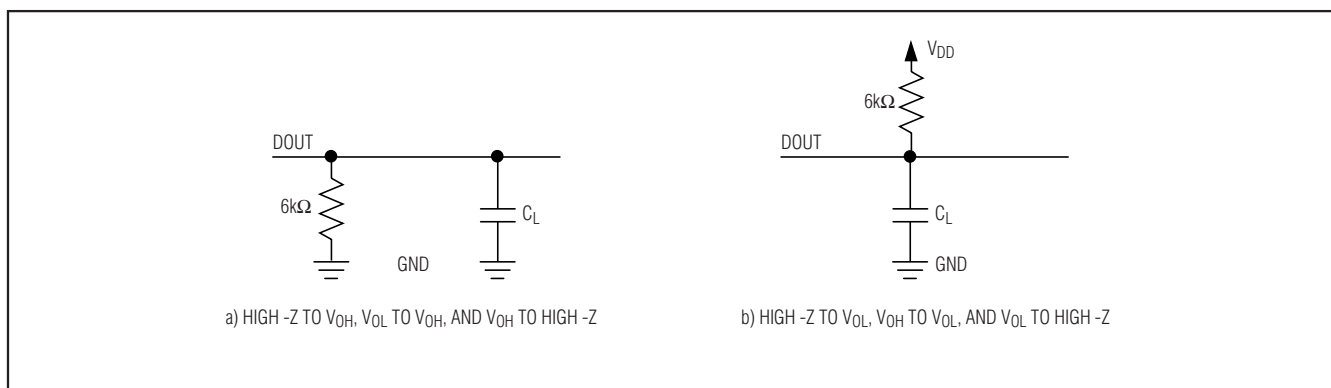 DOUT
6kΩ
C_L
GND
a) HIGH -Z TO V_OH, V_OL TO V_OH, AND V_OH TO HIGH -Z
V_DD
6kΩ
DOUT
C_L
GND
b) HIGH -Z TO V_OL, V_OH TO V_OL, AND V_OL TO HIGH -Z